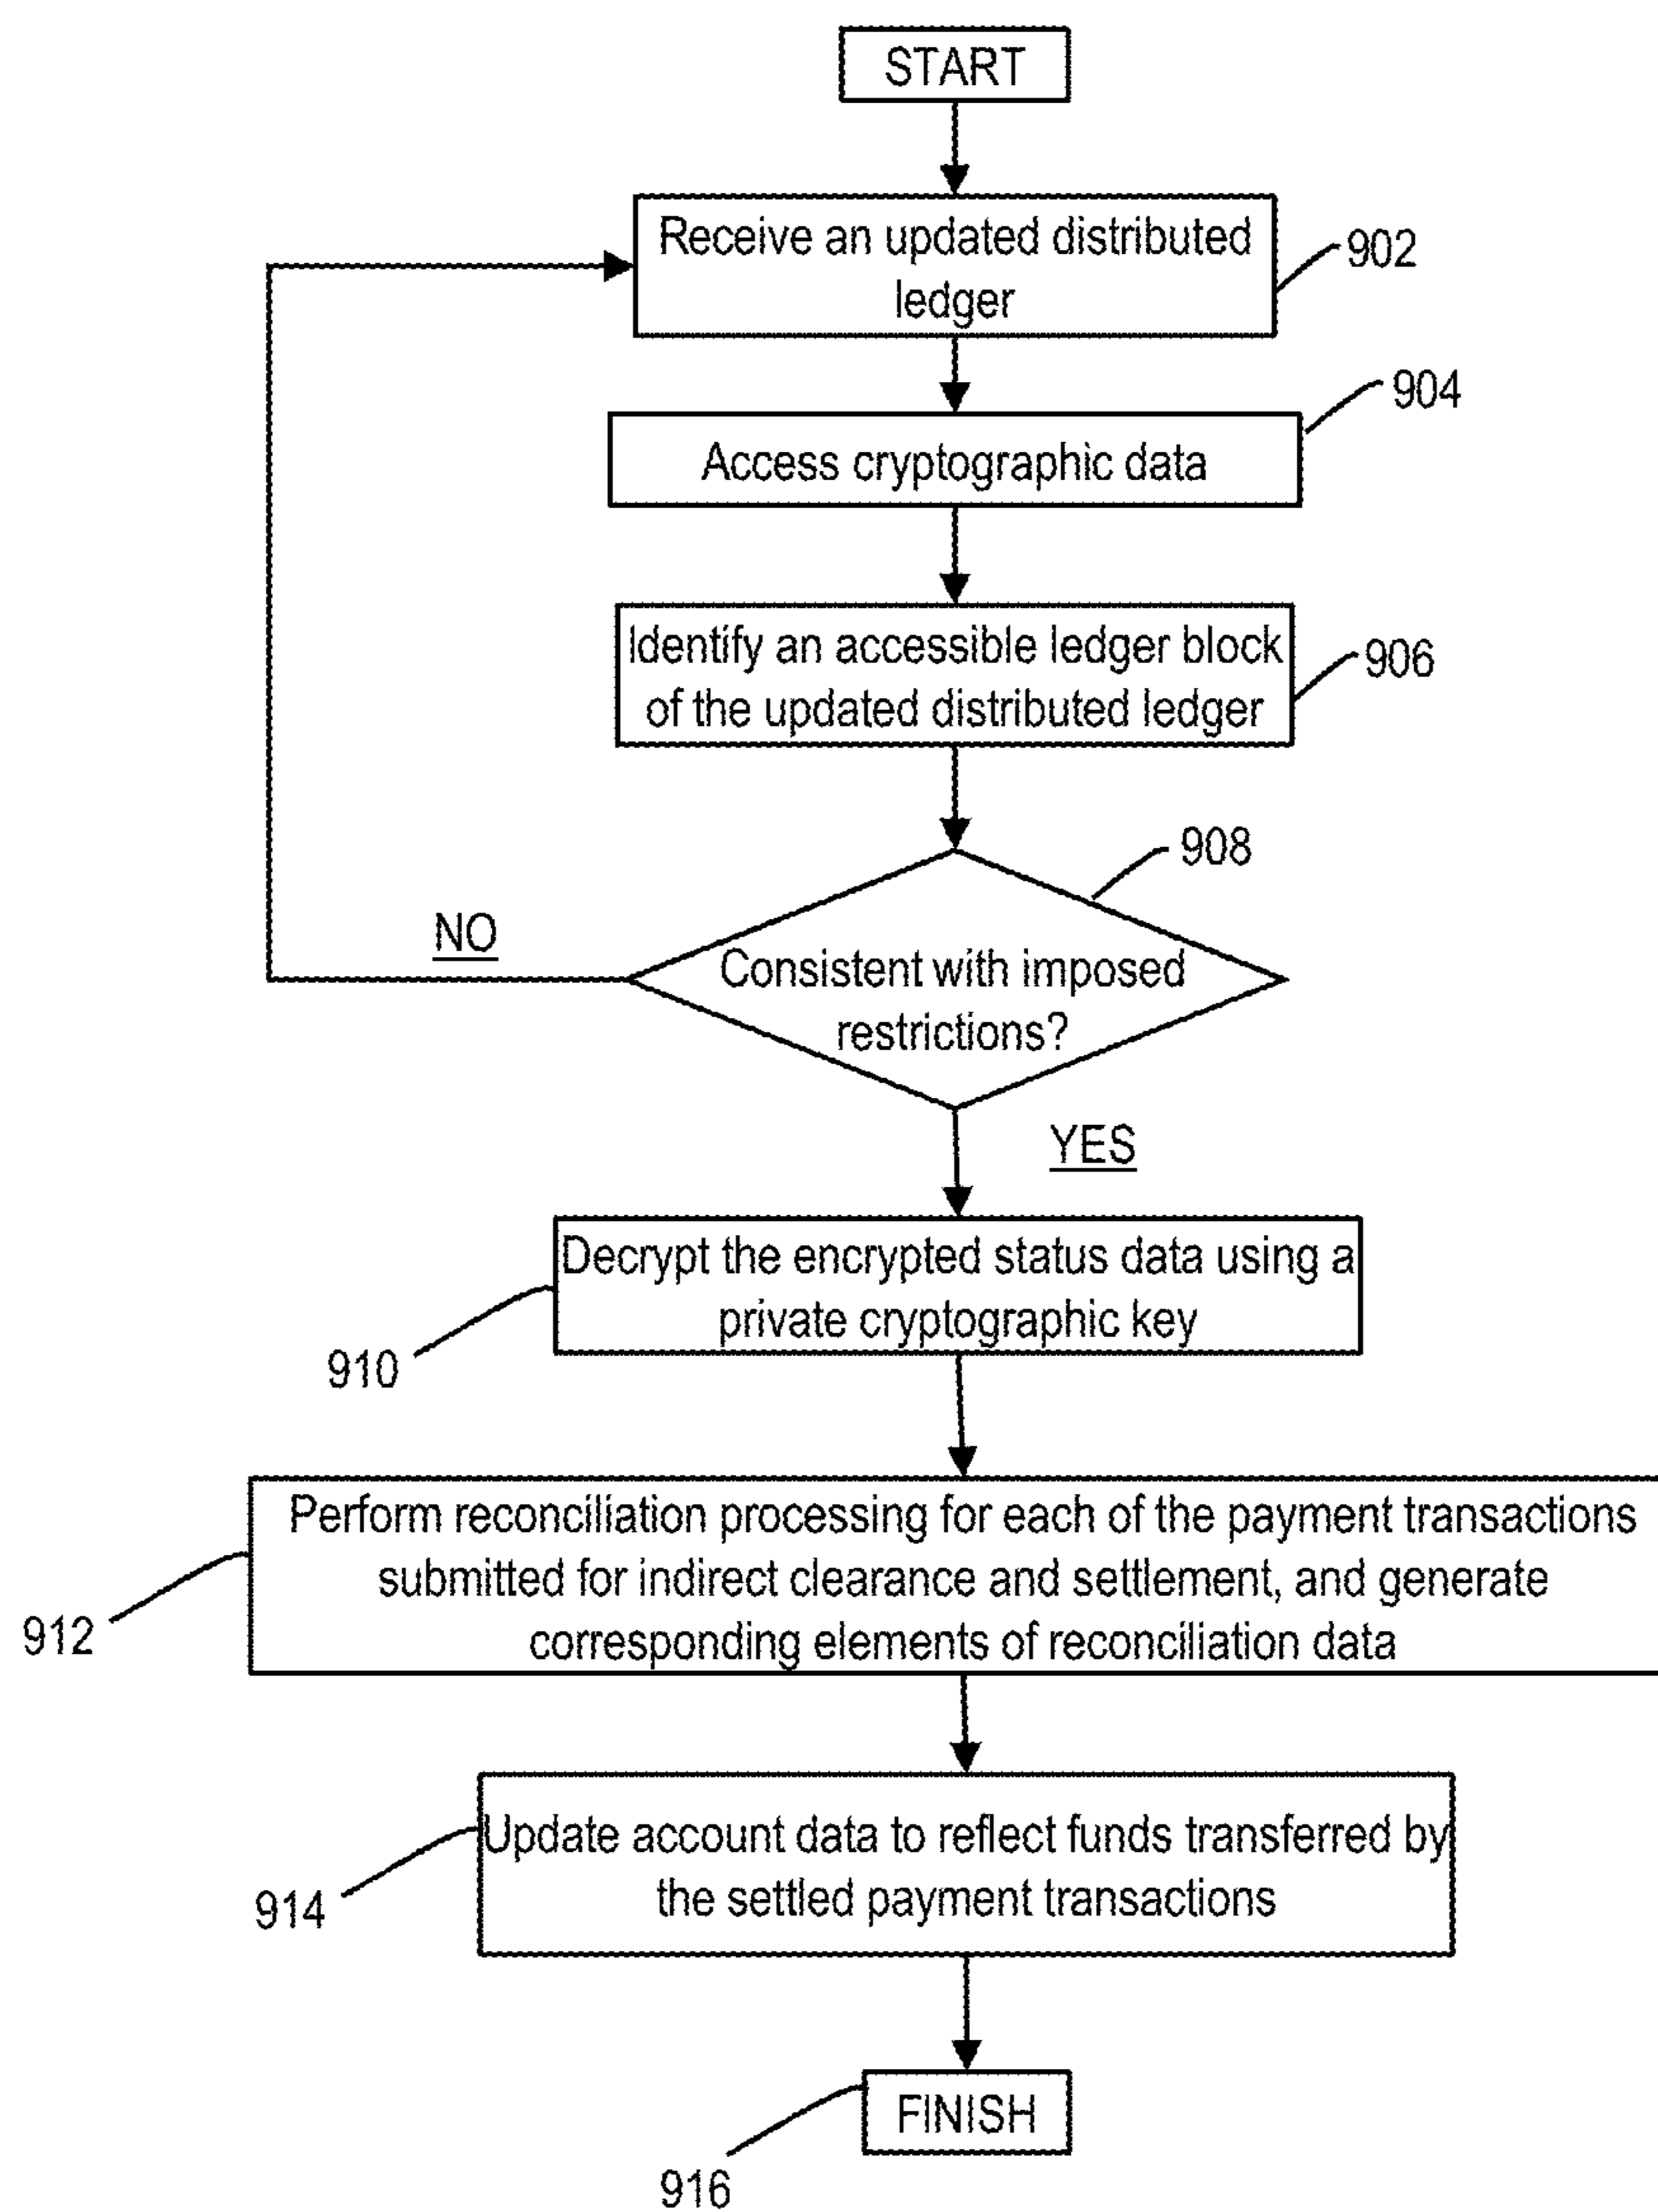 START
Receive an updated distributed
ledger
902
904
Access cryptographic data
Identify an accessible ledger block
of the updated distributed ledger
906
908
NO
Consistent with imposed
restrictions?
YES
Decrypt the encrypted status data using a
private cryptographic key
910
Perform reconciliation processing for each of the payment transactions
submitted for indirect clearance and settlement, and generate
corresponding elements of reconciliation data
912
Update account data to reflect funds transferred by
the settled payment transactions
914
FINISH
916